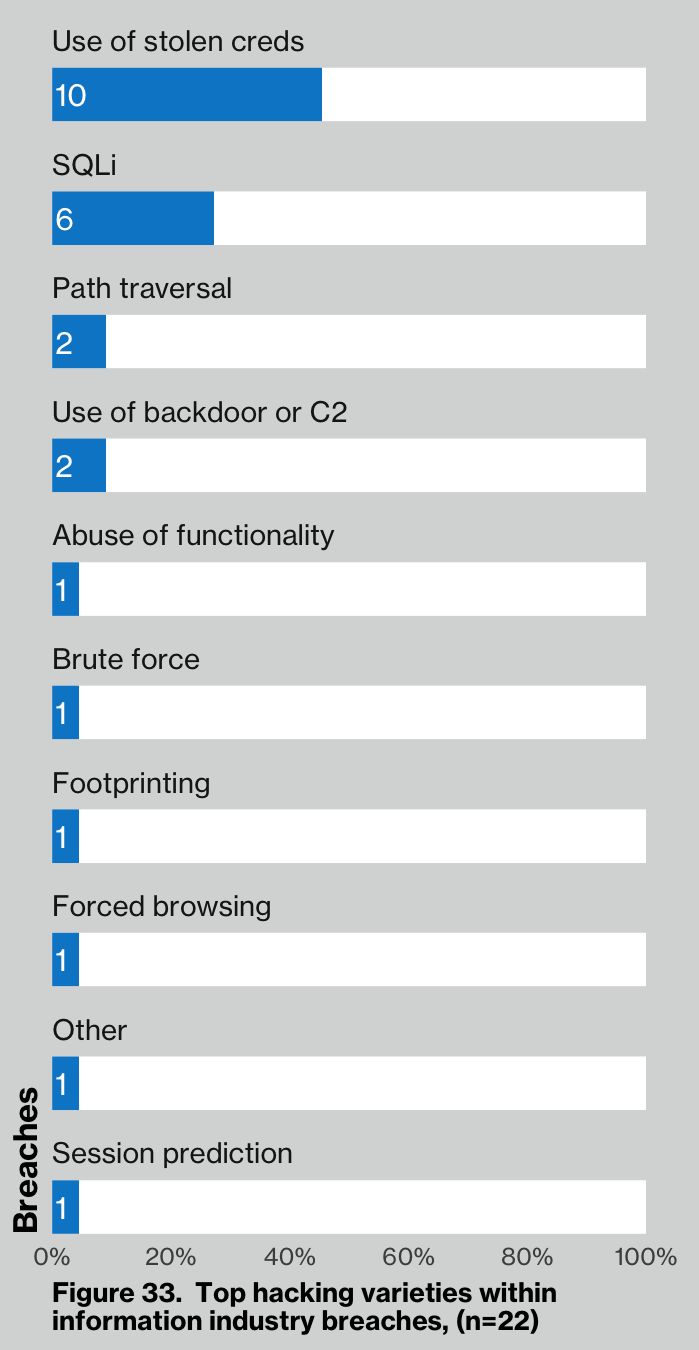 Use of stolen creds
10
SQLi
6
Path traversal
2
Use of backdoor or C2
2
Abuse of functionality
1
Brute force
1
Footprinting
1
Forced browsing
1
Other
1
Session prediction
1
Breaches
0% 20% 40% 60% 80% 100%
Figure 33. Top hacking varieties within
information industry breaches, (n=22)